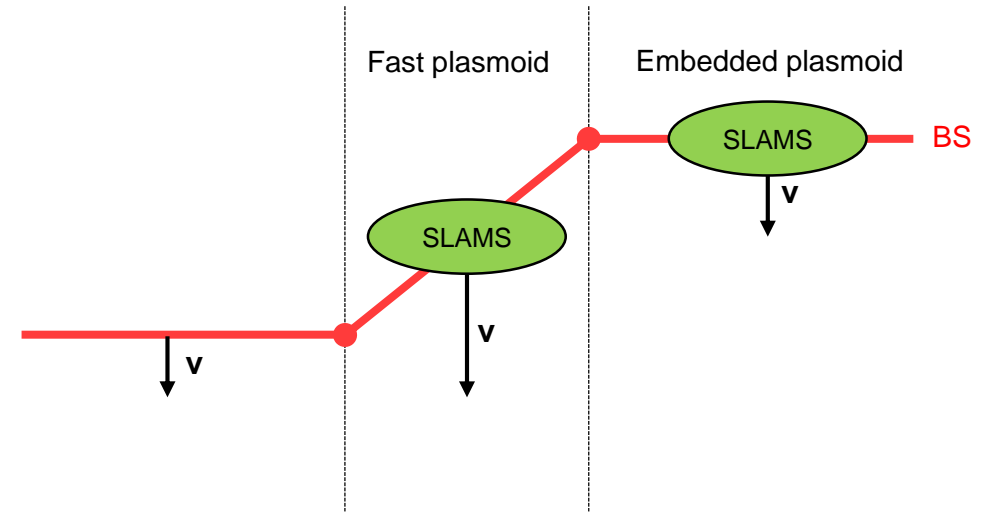 Fast plasmoid
Embedded plasmoid
SLAMS
BS
v
SLAMS
v
v